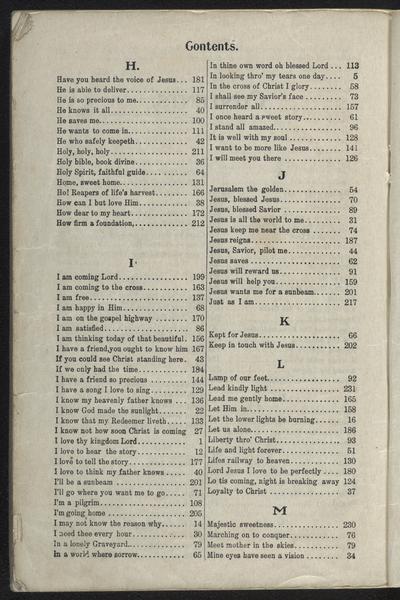 Contents.
H.
Have you heard the voice of Jesus... 181
He is able to deliver............... 117
He is so precious to me............. 85
He knows it all..................... 40
He saves me......................... 100
He wants to come in................. 111
He who safely keepeth............... 42
Holy, holy, holy.................... 211
Holy bible, book divine............. 36
Holy Spirit, faithful guide......... 64
Home, sweet home.................... 131
Ho! Reapers of life's harvest....... 166
How can I but love Him.............. 38
How dear to my heart................ 172
How firm a foundation,.............. 212
I
I am coming Lord.................... 199
I am coming to the cross............ 163
I am free........................... 137
I am happy in Him................... 68
I am on the gospel highway ......... 170
I am satisfied...................... 86
I am thinking today of that beautiful. 156
I have a friend, you ought to know him 167
If you could see Christ standing here. 43
If we only had the time............. 184
I have a friend so precious ........ 144
I have a song I love to sing........ 129
I know my heavenly father knows ... 136
I know God made the sunlight....... 22
I know that my Redeemer liveth..... 133
I know not how soon Christ is coming 27
I love thy kingdom Lord............ 1
I love to hear the story ........... 12
I love to tell the story............ 177
I love to think my father knows .... 40
I'll be a sunbeam .................. 201
I'll go where you want me to go..... 71
I'm a pilgrim....................... 108
I'm going home ..................... 205
I may not know the reason why...... 14
I need thee every hour.............. 30
In a lonely Graveyard............... 79
In a world where sorrow............. 65
In thine own word oh blessed Lord ... 113
In looking thro' my tears one day.... 5
In the cross of Christ I glory....... 58
I shall see my Savior's face ........ 73
I surrender all...................... 157
I once heard a sweet story........... 61
I stand all amazed................... 96
It is well with my soul ............. 128
I want to be more like Jesus......... 141
I will meet you there ............... 126
J
Jerusalem the golden................. 54
Jesus, blessed Jesus................. 70
Jesus, blessed Savior ............... 89
Jesus is all the world to me......... 31
Jesus keep me near the cross ........ 74
Jesus reigns......................... 187
Jesus, Savior, pilot me.............. 44
Jesus saves ......................... 62
Jesus will reward us................. 91
Jesus will help you.................. 159
Jesus wants me for a sunbeam......... 201
Just as I am......................... 217
K
Kept for Jesus....................... 66
Keep in touch with Jesus............. 202
L
Lamp of our feet..................... 92
Lead kindly light ................... 231
Lead me gently home.................. 165
Let Him in........................... 158
Let the lower lights be burning...... 16
Let us alone......................... 186
Liberty thro' Christ................. 93
Life and light forever............... 51
Lifes railway to heaven.............. 130
Lord Jesus I love to be perfectly .... 180
Lo tis coming, night is breaking away 124
Loyalty to Christ ................... 37
M
Majestic sweetness................... 230
Marching on to conquer............... 76
Meet mother in the skies............. 79
Mine eyes have seen a vision ........ 34